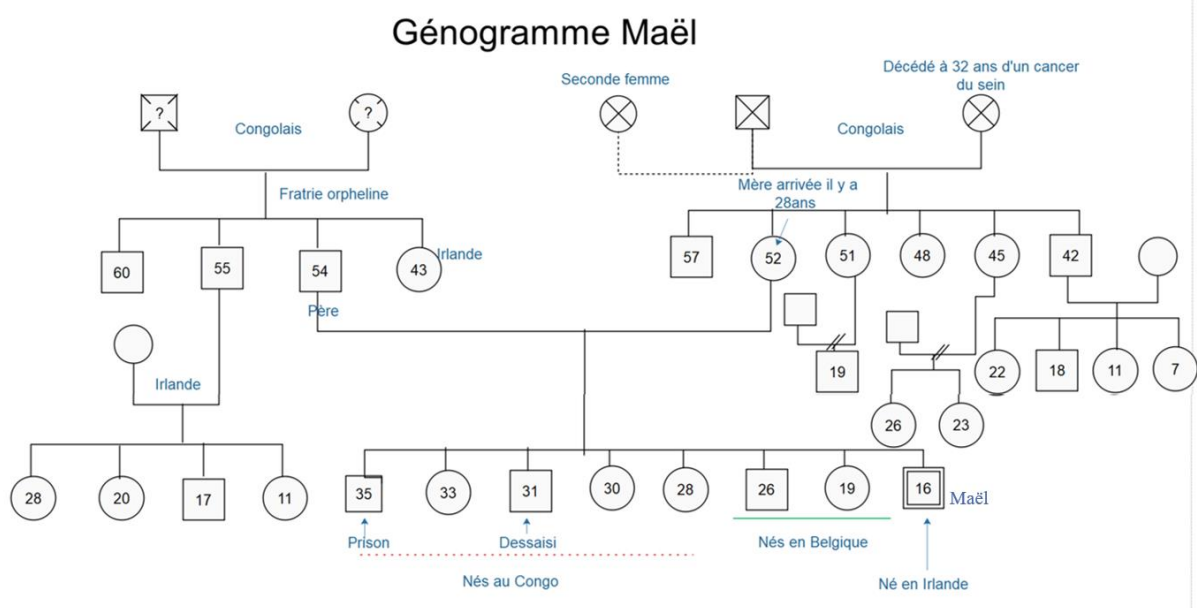 Génogramme Maël
Seconde femme
Décédé à 32 ans d'un cancer
du sein
?
?
Congolais
Congolais
Fratrie orpheline
Mère arrivée il y a
28ans
60
55
54
43
Irlande
57
52
51
48
45
42
Père
Irlande
19
22
18
11
7
26
23
28
20
17
11
35
33
31
30
28
26
19
16
Maël
Prison
Dessaisi
Nés en Belgique
Nés au Congo
Né en Irlande